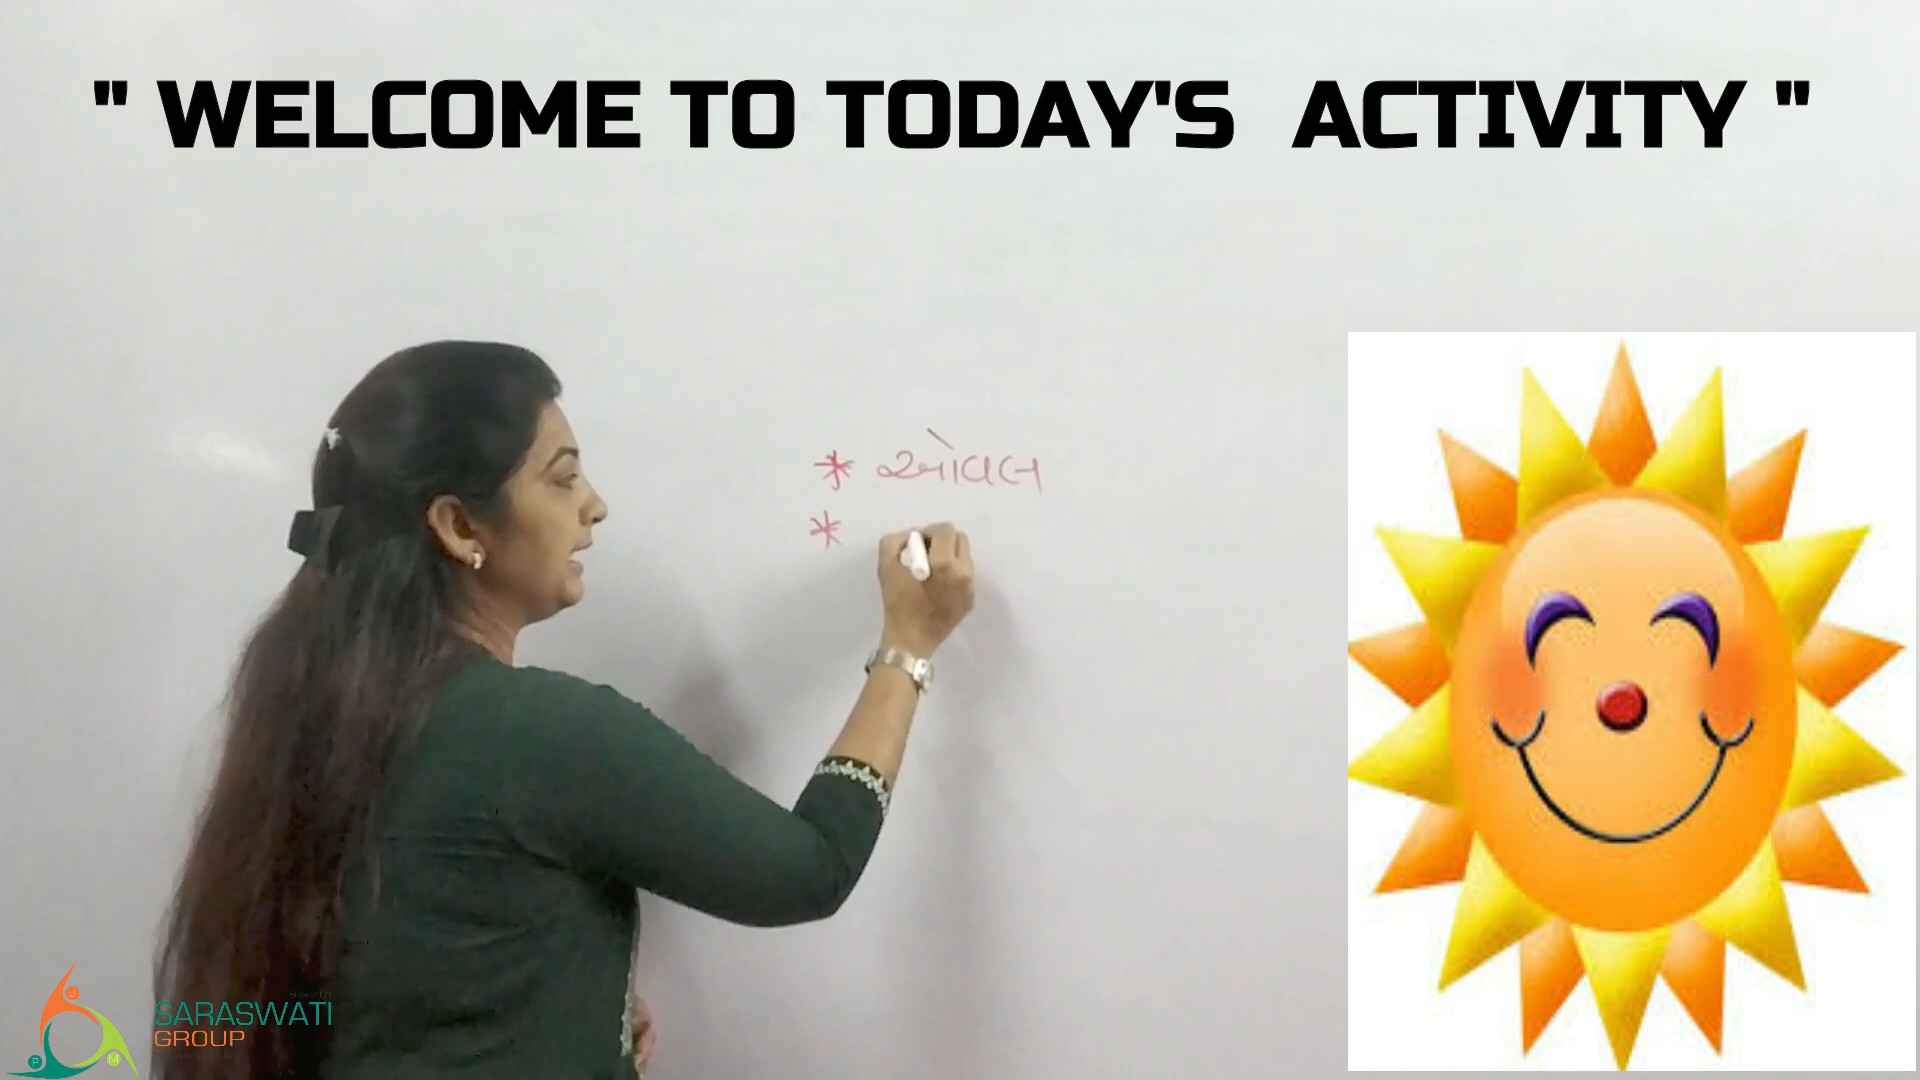 " WELCOME TO TODAY'S ACTIVITY "
* ઓવલ
*
SARASWATI
GROUP
J
P
M